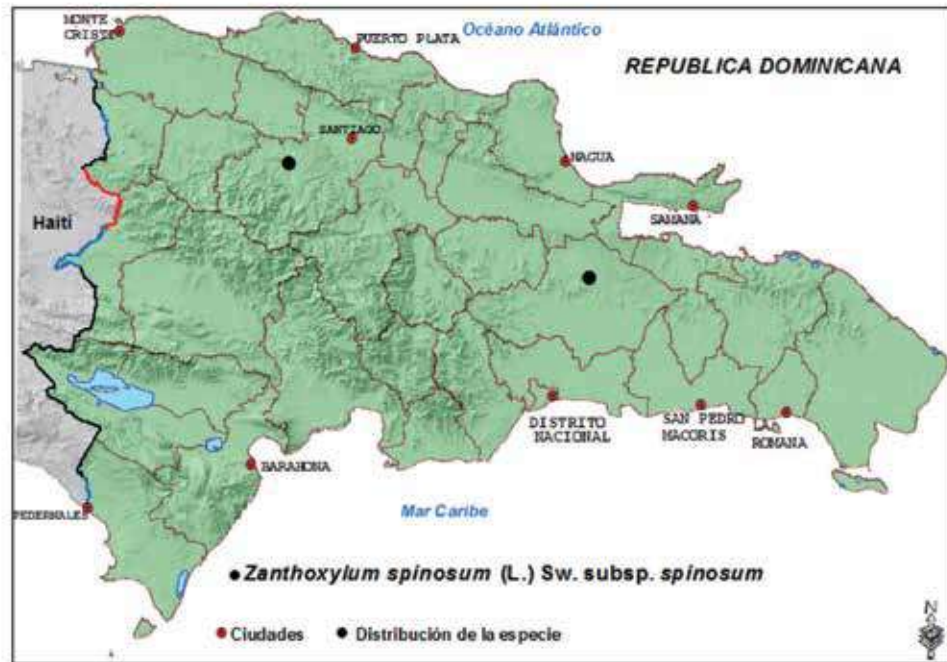 MONTE
CRISTI
Océano Atlántico
PUERTO PLATA
REPUBLICA DOMINICANA
SANTIAGO
NAGUA
Haití
SAMANA
DISTRITO
NACIONAL
SAN PEDRO
MACORIS
LA
ROMANA
BARAHONA
PEDERNALES
Mar Caribe
Zanthoxylum spinosum (L.) Sw. subsp. spinosum
Ciudades
Distribución de la especie
N